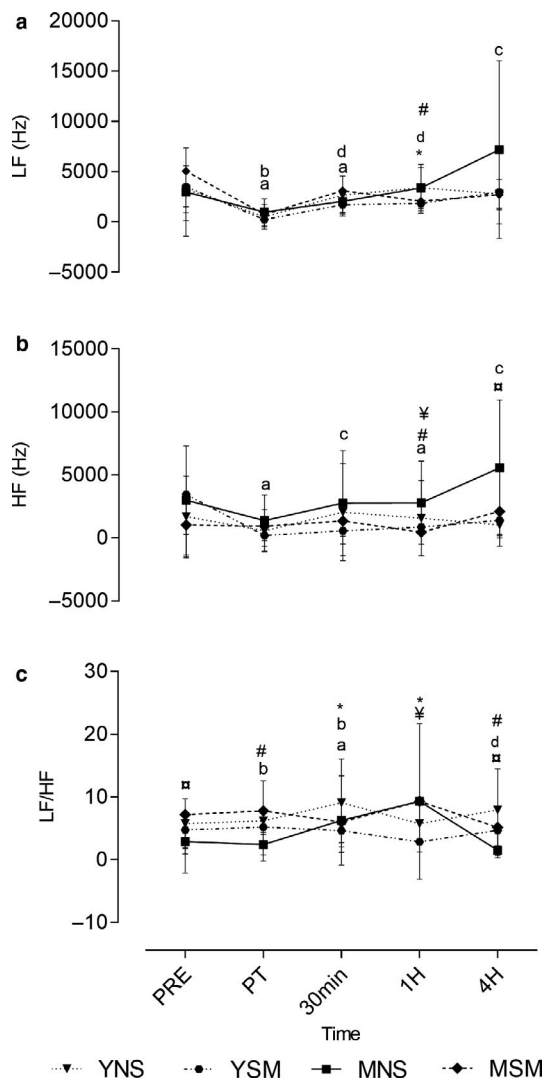 a
20000
15000
10000
5000
0
–5000
LF (Hz)
b
a
d
a
#
d
*
c
b
15000
10000
5000
0
–5000
HF (Hz)
a
c
¥
#
a
c
¤
c
30
20
10
0
–10
LF/HF
¤
#
b
*
b
a
*
¥
#
d
¤
PRE
PT
30min
1H
4H
Time
YNS YSM MNS MSM